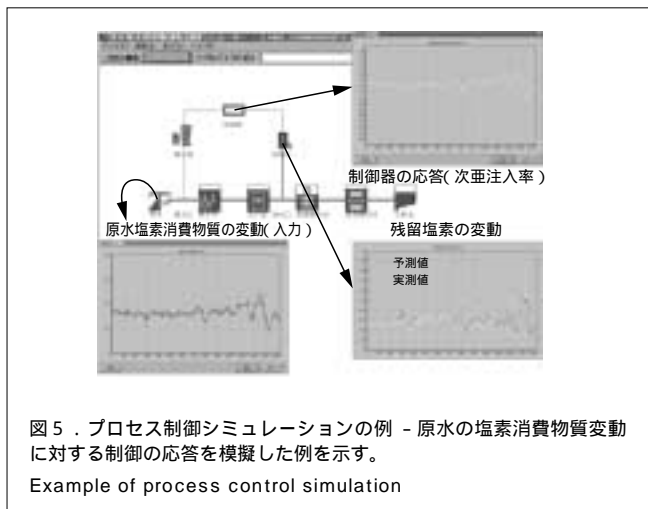 制御器の応答(次亜注入率)
原水塩素消費物質の変動(入力)
残留塩素の変動
予測値
実測値
図5．プロセス制御シミュレーションの例 －原水の塩素消費物質変動
に対する制御の応答を模擬した例を示す。
Example of process control simulation